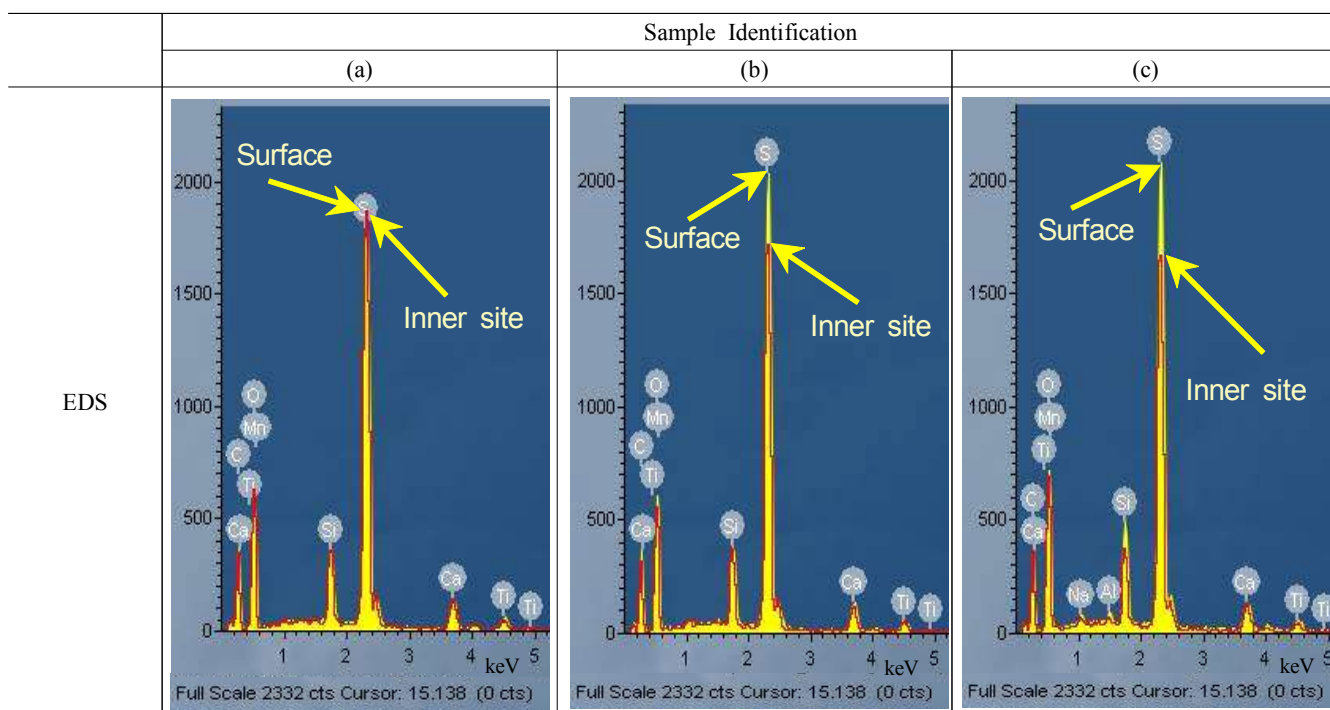 Sample Identification
(a) (b) (c)
EDS
Surface
Inner site
2000
1500
1000
500
0
S
O
Mn
C
Ti
Ca
Si
Ca
Ti
Ti
1 2 3 4 keV 5
Full Scale 2332 cts Cursor: 15.138 (0 cts)
Surface
Inner site
2000
1500
1000
500
0
S
O
Mn
C
Ti
Ca
Si
Ca
Ti
Ti
1 2 3 4 keV 5
Full Scale 2332 cts Cursor: 15.138 (0 cts)
Surface
Inner site
2000
1500
1000
500
0
S
O
Mn
Ti
C
Ca
Na
Al
Si
Ca
Ti
Ti
1 2 3 4 keV 5
Full Scale 2332 cts Cursor: 15.138 (0 cts)